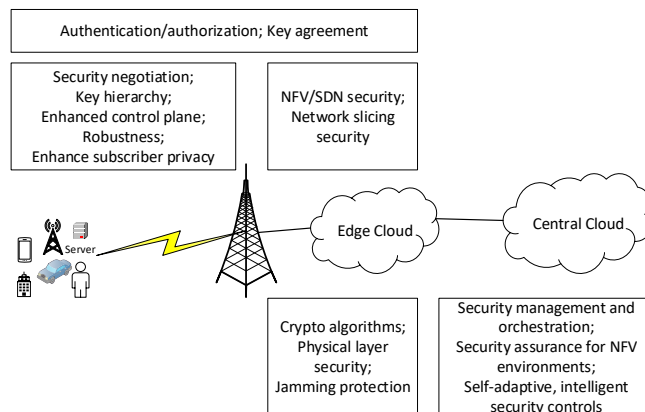 Authentication/authorization; Key agreement
Security negotiation;
Key hierarchy;
Enhanced control plane;
Robustness;
Enhance subscriber privacy
NFV/SDN security;
Network slicing
security
Server
Edge Cloud
Central Cloud
Crypto algorithms;
Physical layer
security;
Jamming protection
Security management and
orchestration;
Security assurance for NFV
environments;
Self-adaptive, intelligent
security controls